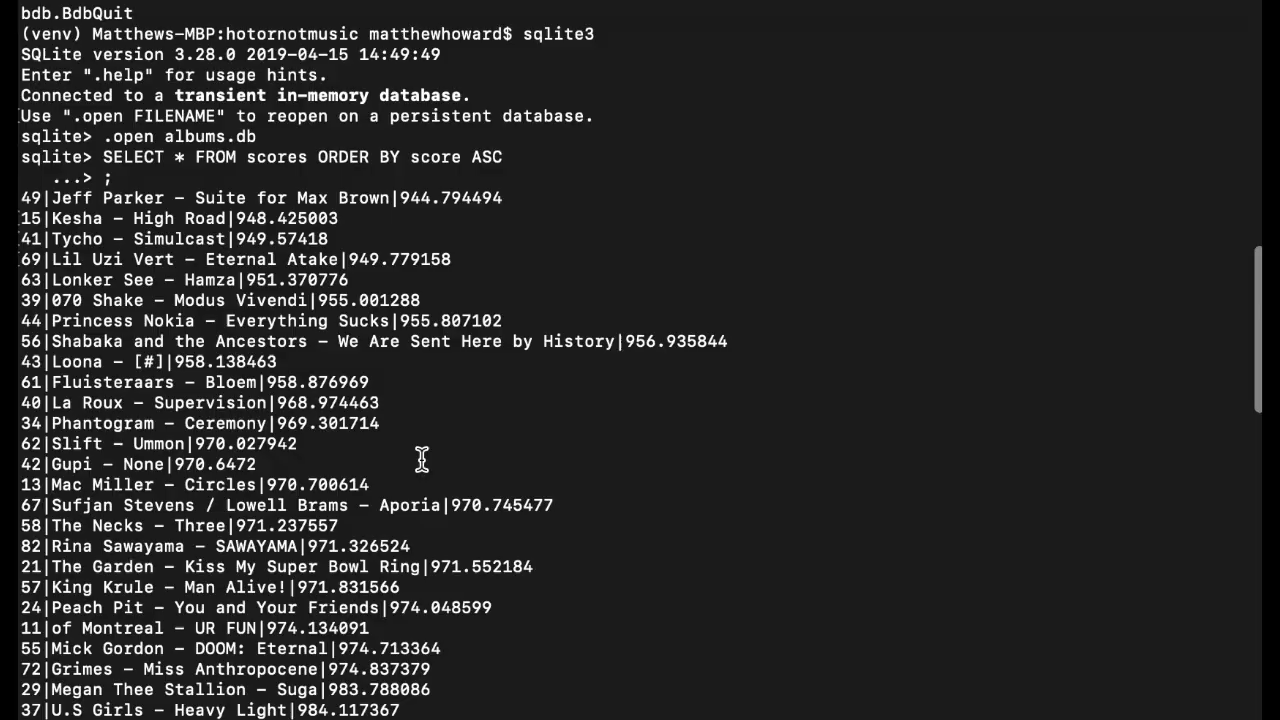 bdb.BdbQuit
(venv) Matthews-MBP:hotornotmusic matthewhoward$ sqlite3
SQLite version 3.28.0 2019-04-15 14:49:49
Enter ".help" for usage hints.
Connected to a transient in-memory database.
Use ".open FILENAME" to reopen on a persistent database.
sqlite> .open albums.db
sqlite> SELECT * FROM scores ORDER BY score ASC
...> ;
49|Jeff Parker – Suite for Max Brown|944.794494
15|Kesha – High Road|948.425003
41|Tycho – Simulcast|949.57418
69|Lil Uzi Vert – Eternal Atake|949.779158
63|Lonker See – Hamza|951.370776
39|070 Shake – Modus Vivendi|955.001288
44|Princess Nokia – Everything Sucks|955.807102
56|Shabaka and the Ancestors – We Are Sent Here by History|956.935844
43|Loona – [#]|958.138463
61|Fluisteraars – Bloem|958.876969
40|La Roux – Supervision|968.974463
34|Phantogram – Ceremony|969.301714
62|Slift – Ummon|970.027942
42|Gupi – None|970.6472
13|Mac Miller – Circles|970.700614
67|Sufjan Stevens / Lowell Brams – Aporia|970.745477
58|The Necks – Three|971.237557
82|Rina Sawayama – SAWAYAMA|971.326524
21|The Garden – Kiss My Super Bowl Ring|971.552184
57|King Krule – Man Alive!|971.831566
24|Peach Pit – You and Your Friends|974.048599
11|of Montreal – UR FUN|974.134091
55|Mick Gordon – DOOM: Eternal|974.713364
72|Grimes – Miss Anthropocene|974.837379
29|Megan Thee Stallion – Suga|983.788086
37|U.S Girls – Heavy Light|984.117367